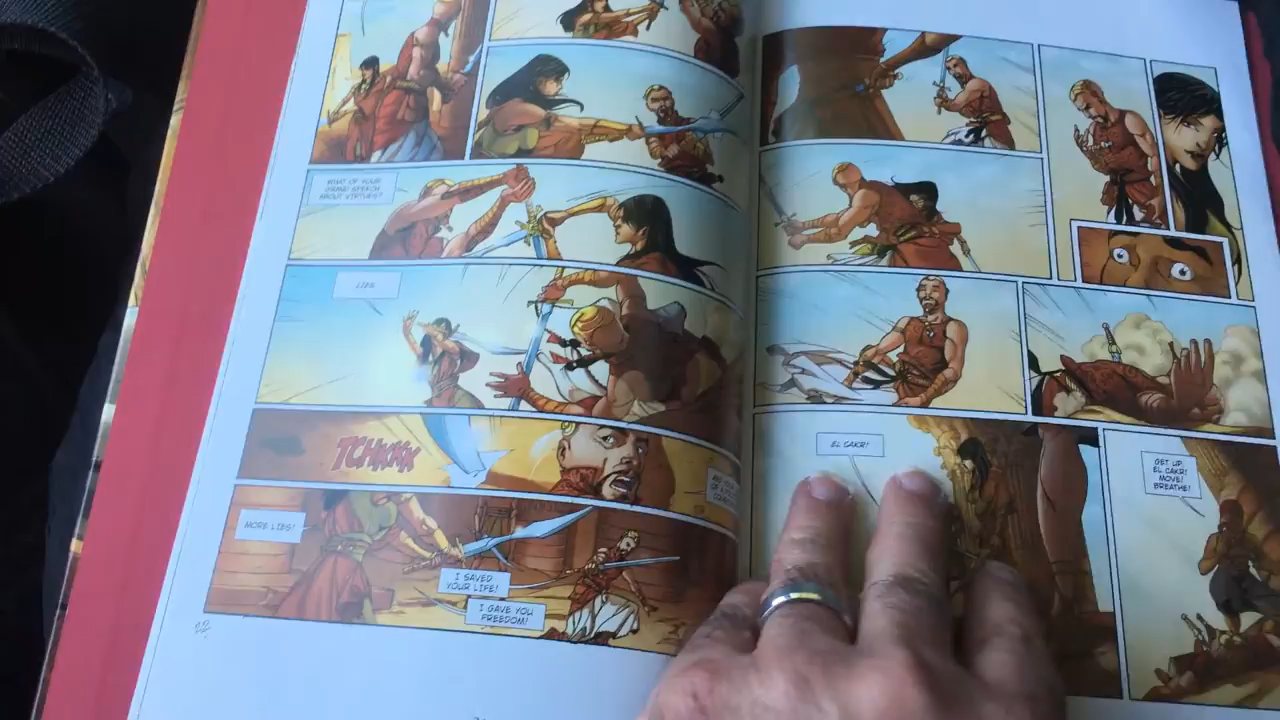 WHAT OF YOUR
GRAND SPEECH
ABOUT VIRTUES?
LIES
TCHKKK
MORE LIES!
I SAVED
YOUR LIFE!
I GAVE YOU
FREEDOM!
EL CAKR!
GET UP,
EL CAKR!
MOVE!
BREATHE!